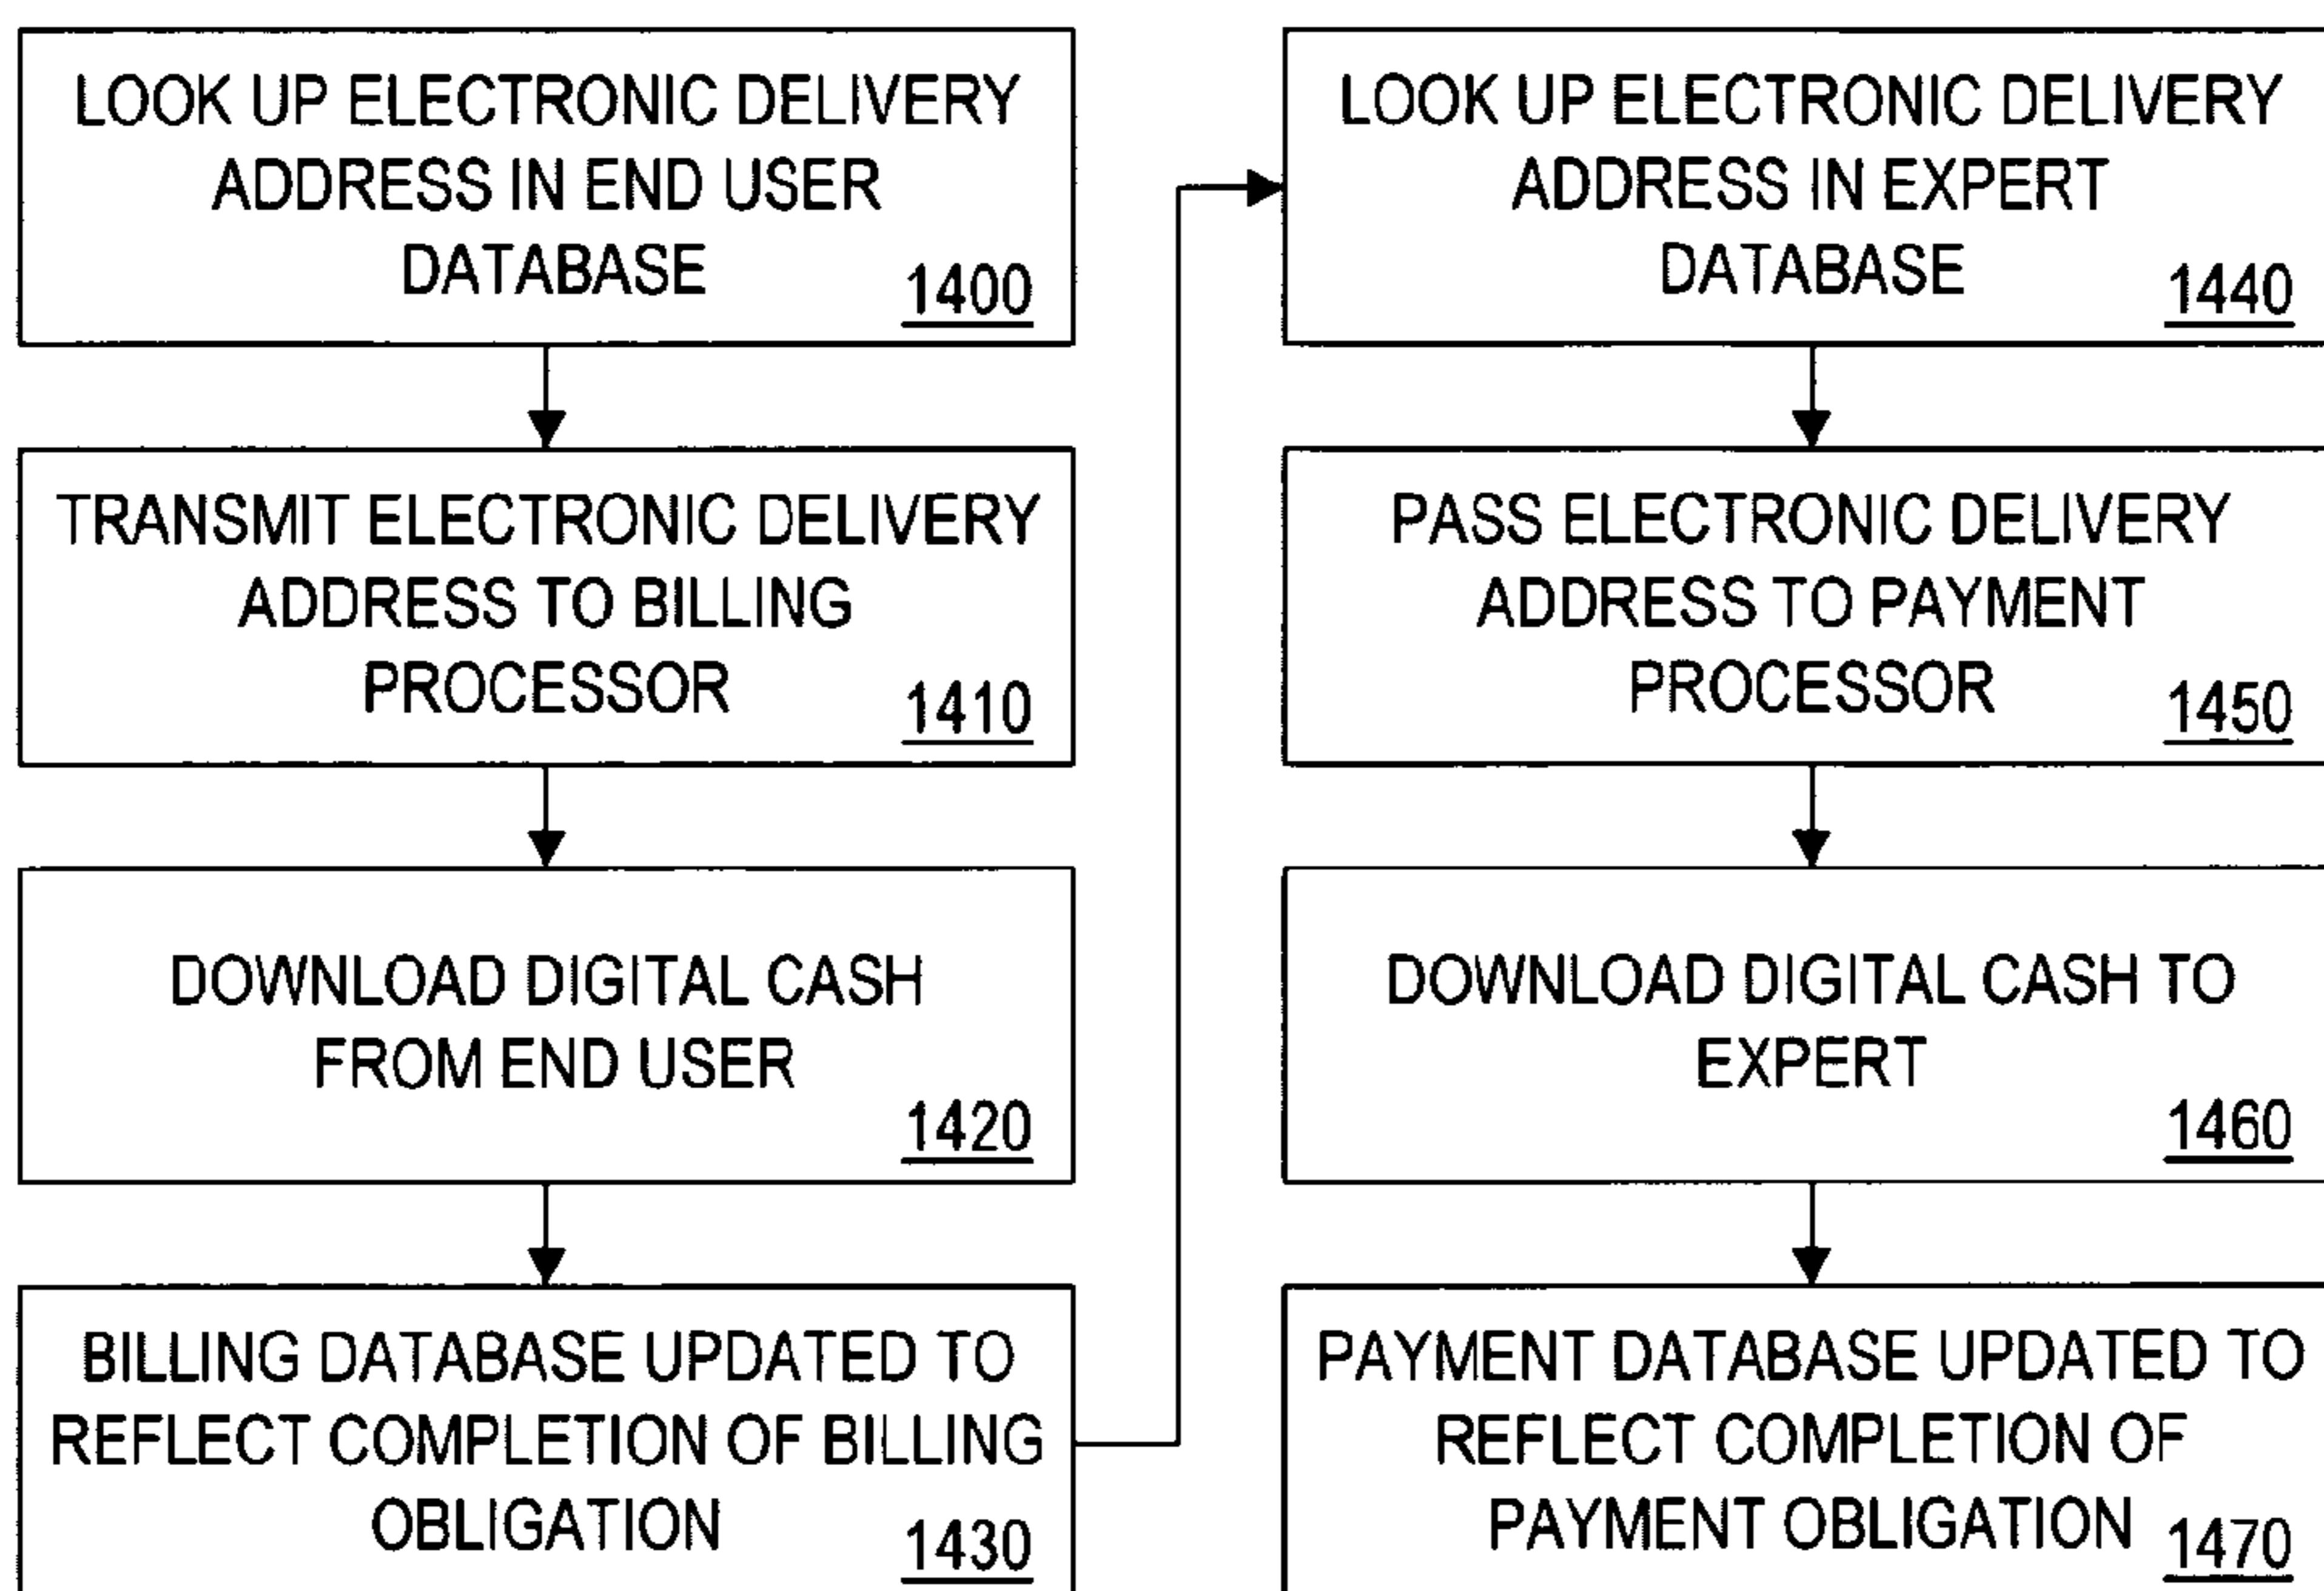 LOOK UP ELECTRONIC DELIVERY
ADDRESS IN END USER
DATABASE
1400
TRANSMIT ELECTRONIC DELIVERY
ADDRESS TO BILLING
PROCESSOR
1410
DOWNLOAD DIGITAL CASH
FROM END USER
1420
BILLING DATABASE UPDATED TO
REFLECT COMPLETION OF BILLING
OBLIGATION
1430
LOOK UP ELECTRONIC DELIVERY
ADDRESS IN EXPERT
DATABASE
1440
PASS ELECTRONIC DELIVERY
ADDRESS TO PAYMENT
PROCESSOR
1450
DOWNLOAD DIGITAL CASH TO
EXPERT
1460
PAYMENT DATABASE UPDATED TO
REFLECT COMPLETION OF
PAYMENT OBLIGATION
1470